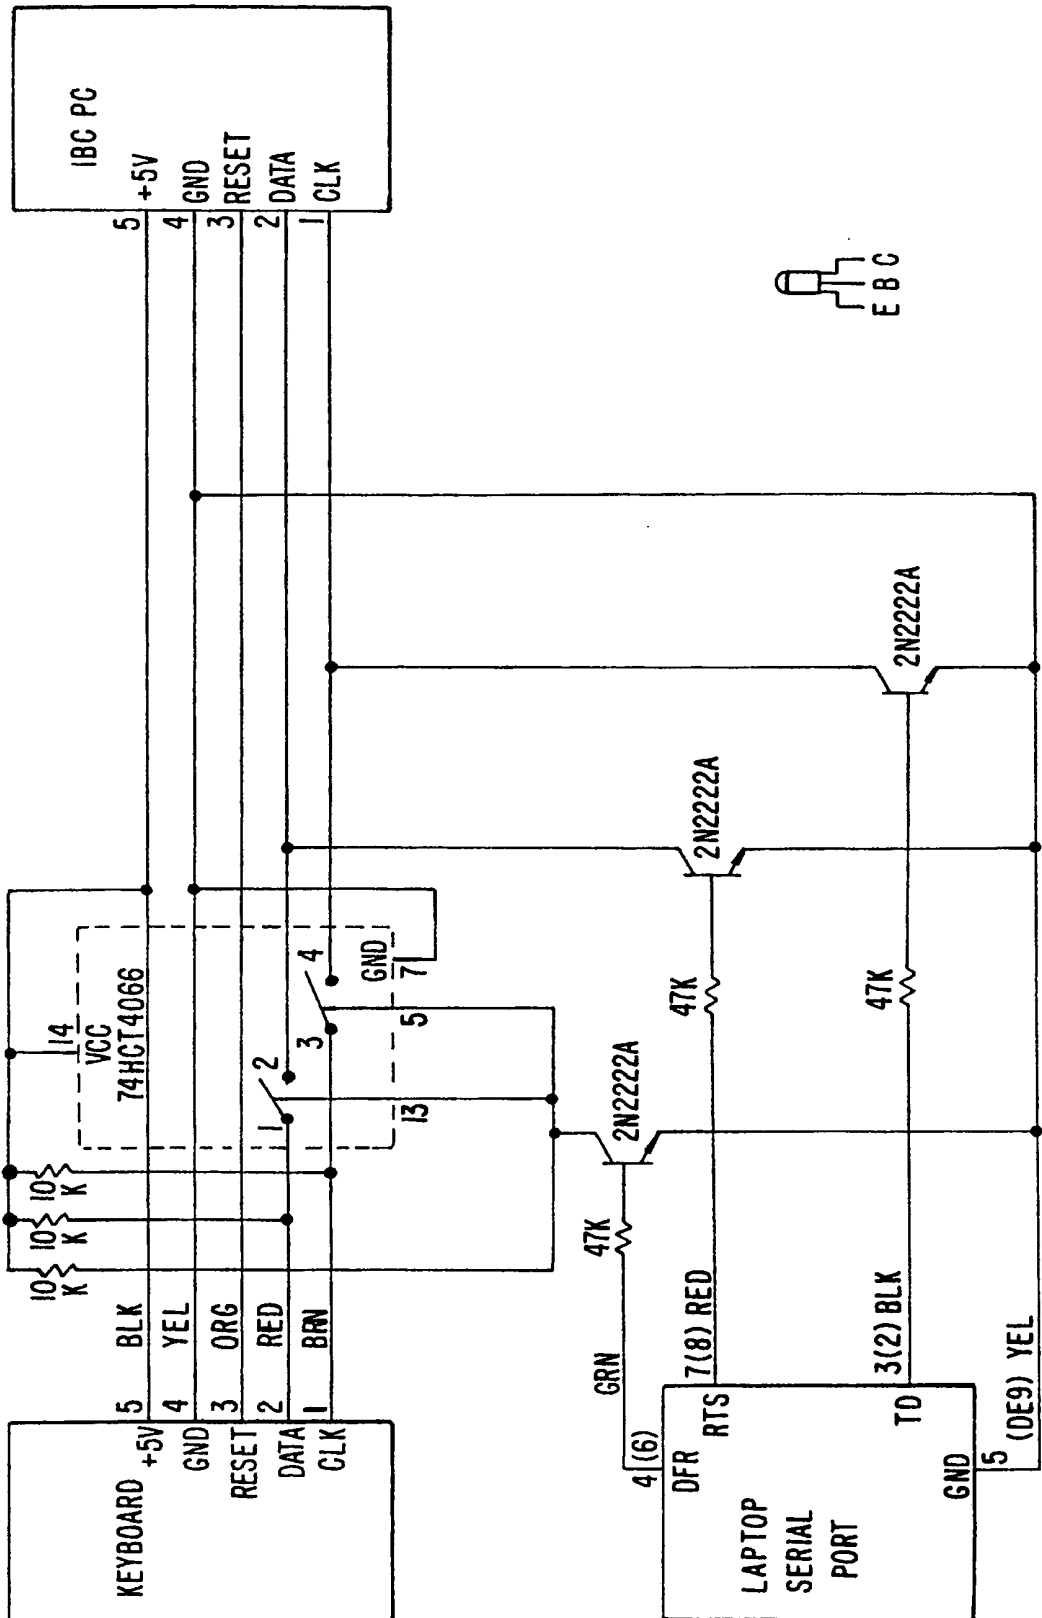 KEYBOARD
+5V
GND
RESET
DATA
CLK
5
4
3
2
1
BLK
YEL
ORG
RED
BRN
10
K
10
K
10
K
14
VCC
74HCT4066
1
2
3
4
GND
7
13
5
IBC PC
5
4
3
2
1
+5V
GND
RESET
DATA
CLK
LAPTOP
SERIAL
PORT
DFR
RTS
TD
GND
4 (6)
GRN
7(8) RED
3(2) BLK
5
(DE9) YEL
47K
2N2222A
47K
2N2222A
47K
2N2222A
E B C